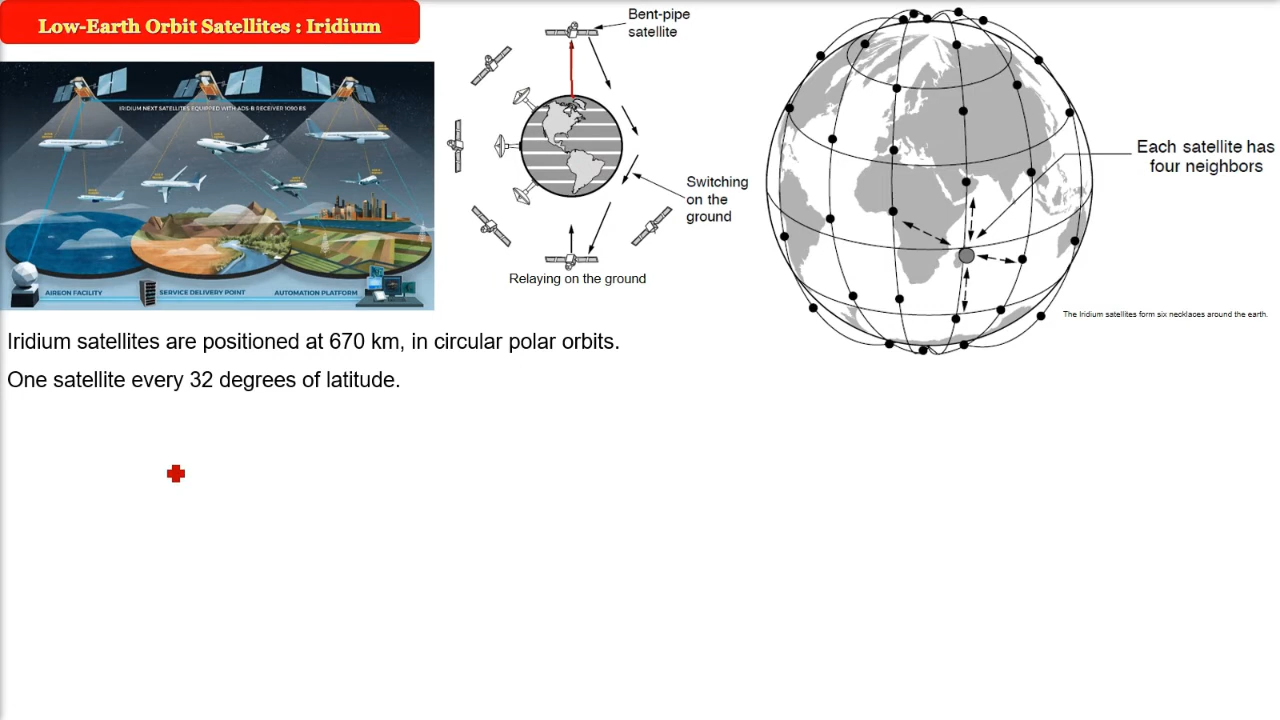 Low-Earth Orbit Satellites : Iridium
IRIDIUM NEXT SATELLITES EQUIPPED WITH ADS-B RECEIVER 1090 ES
AIREON FACILITY
SERVICE DELIVERY POINT
AUTOMATION PLATFORM
Bent-pipe
satellite
Switching
on the
ground
Relaying on the ground
Each satellite has
four neighbors
The Iridium satellites form six necklaces around the earth.
Iridium satellites are positioned at 670 km, in circular polar orbits.
One satellite every 32 degrees of latitude.